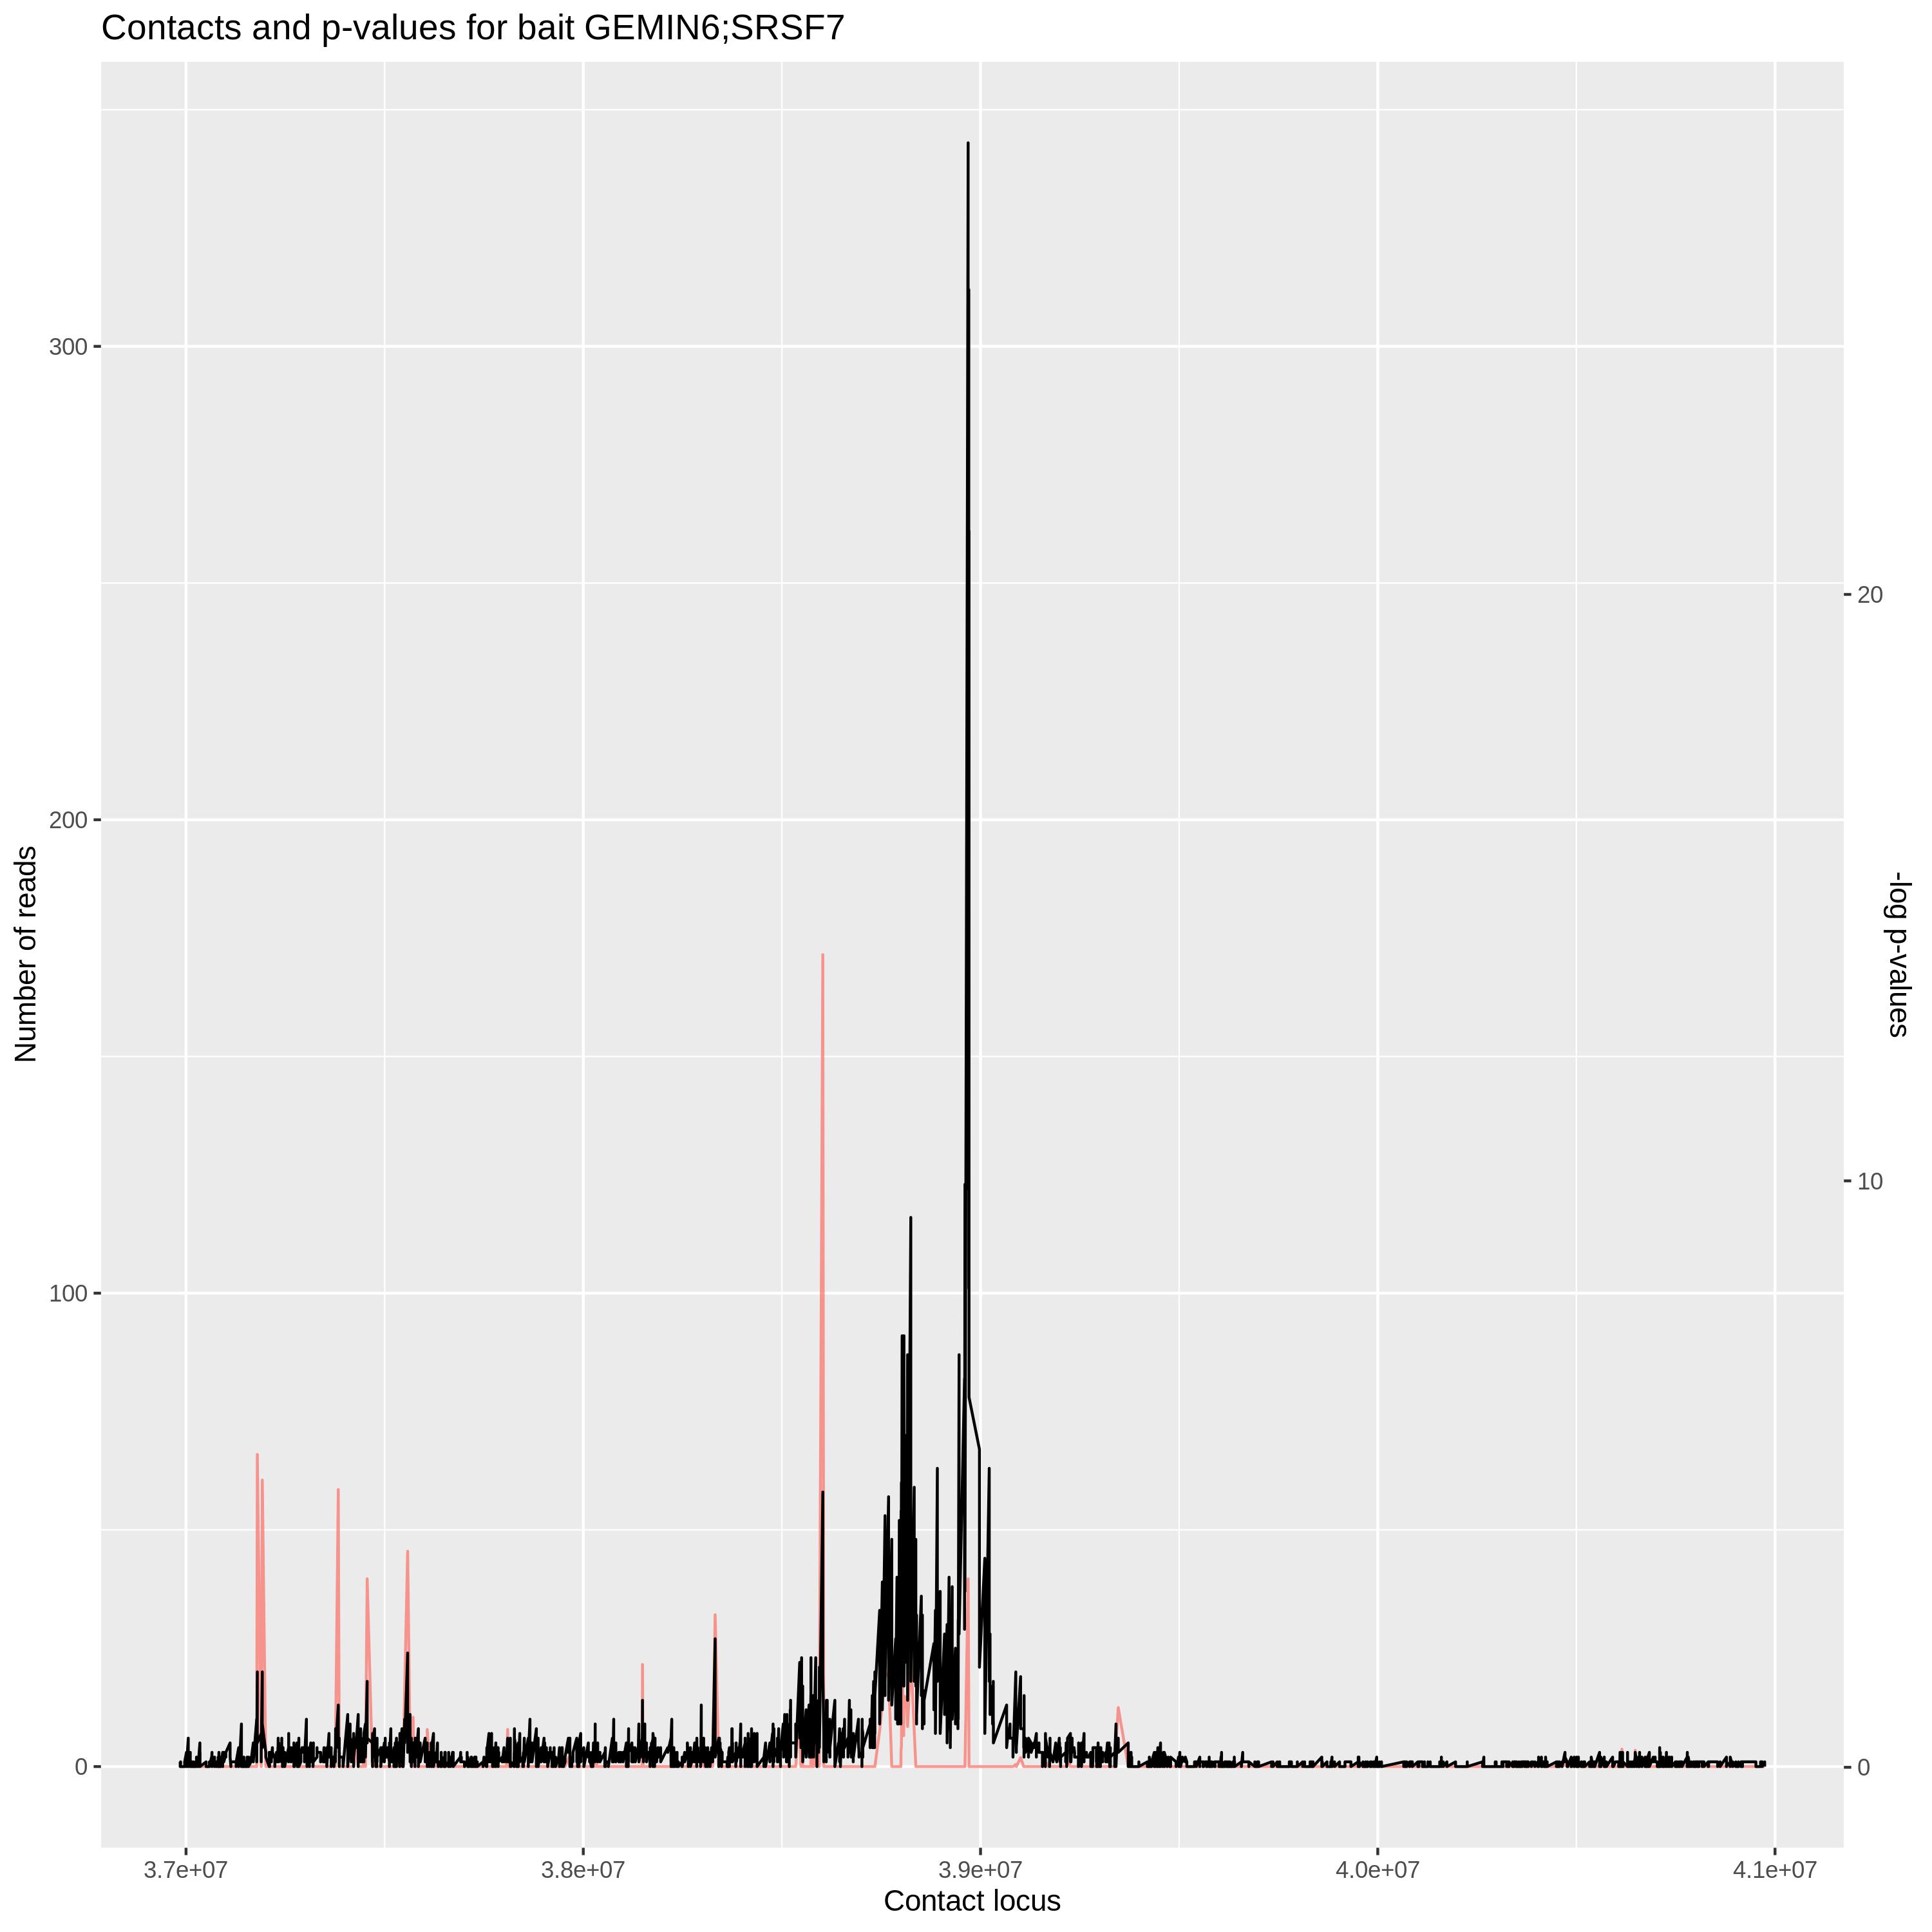 Contacts and p-values for bait GEMIN6;SRSF7
300
200
100
0
Number of reads
20
10
0
-log p-values
3.7e+07
3.8e+07
3.9e+07
4.0e+07
4.1e+07
Contact locus